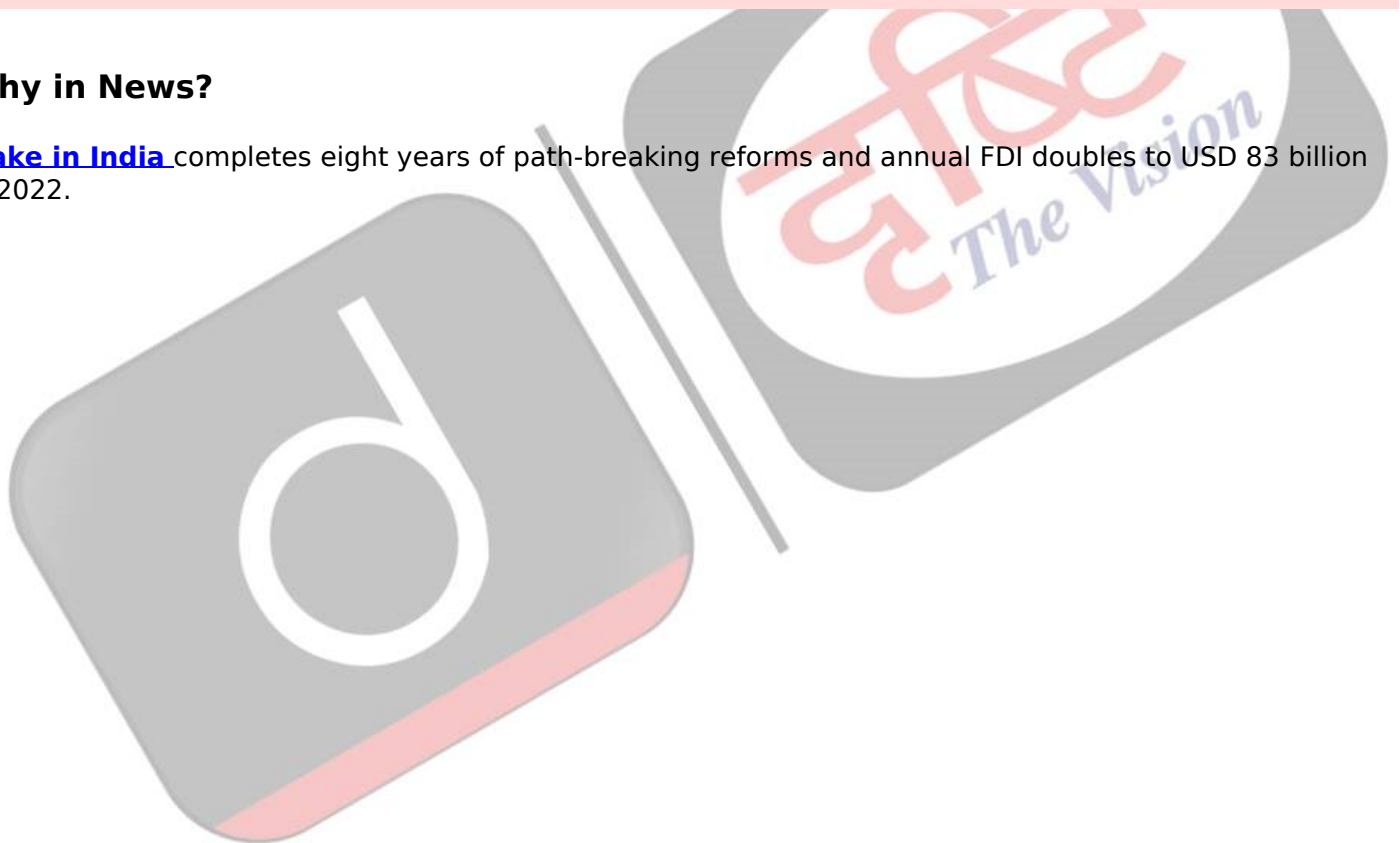 hy in News?
ake in India completes eight years of path-breaking reforms and annual FDI doubles to USD 83 billion
2022.
दृष्टि
The Vision
d